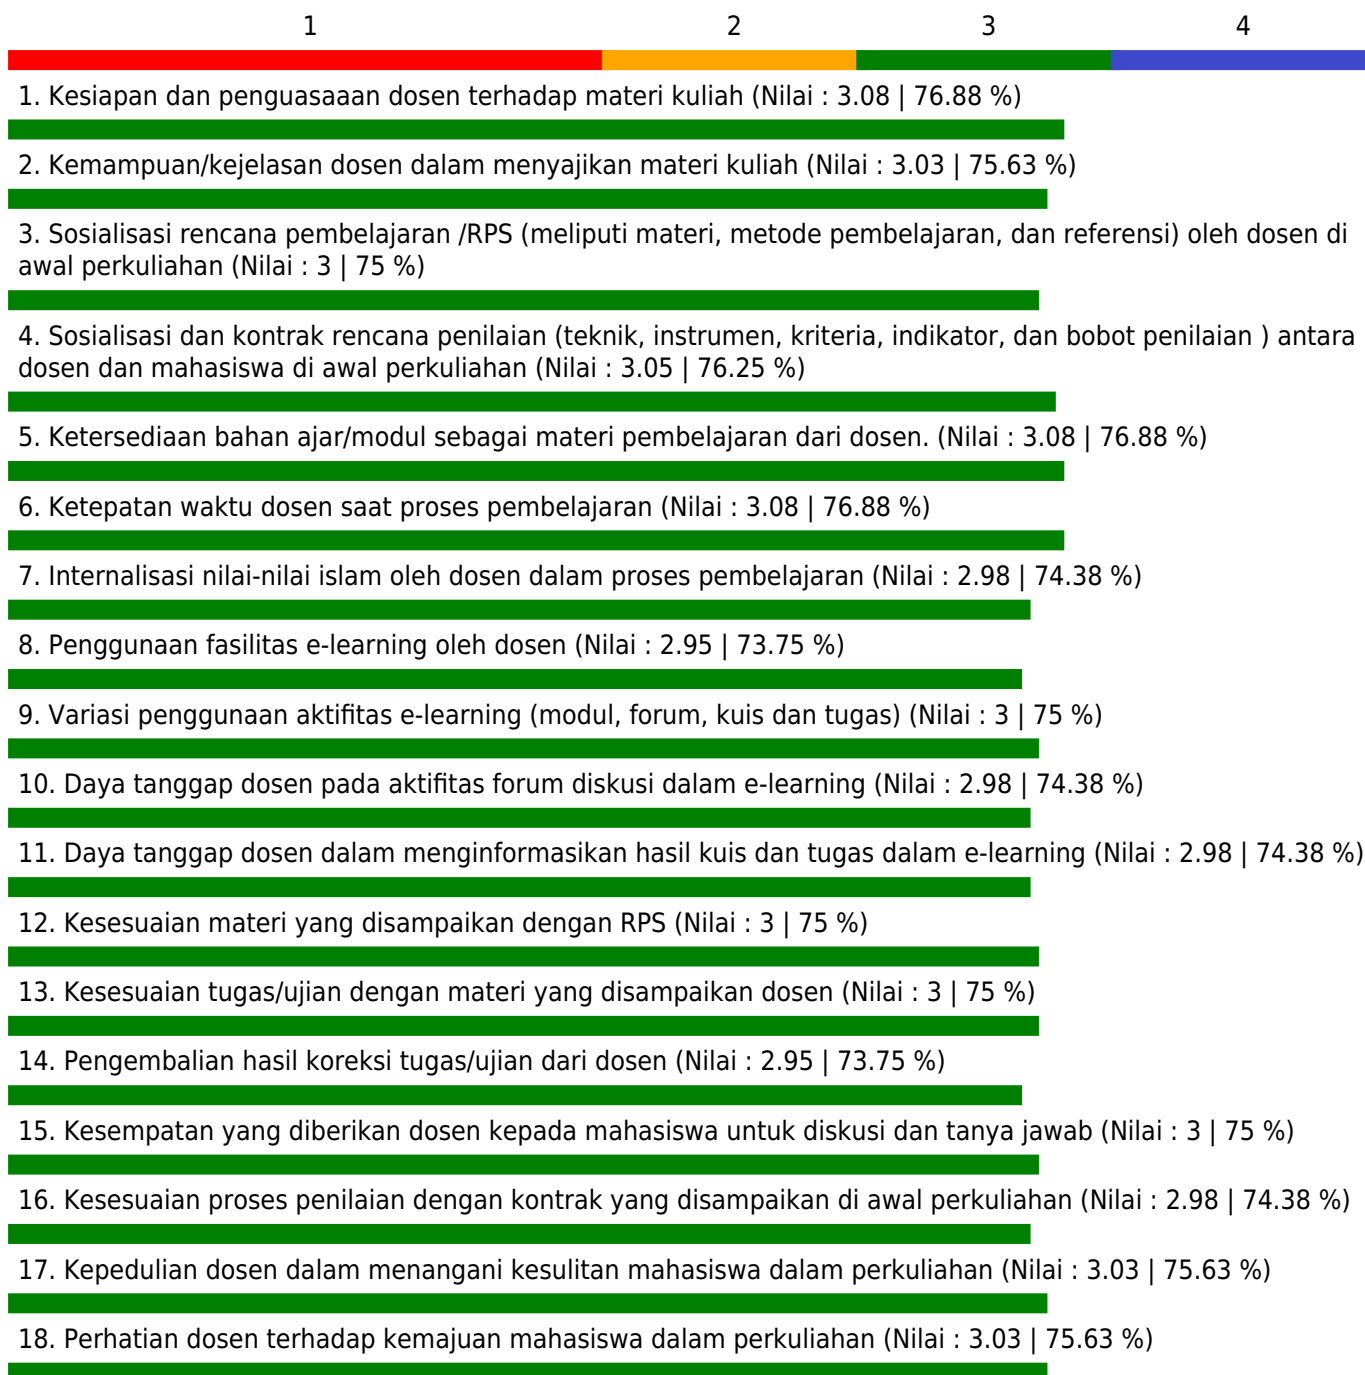 1 2 3 4
1. Kesiapan dan penguasaaan dosen terhadap materi kuliah (Nilai : 3.08 | 76.88 %)
2. Kemampuan/kejelasan dosen dalam menyajikan materi kuliah (Nilai : 3.03 | 75.63 %)
3. Sosialisasi rencana pembelajaran /RPS (meliputi materi, metode pembelajaran, dan referensi) oleh dosen di
awal perkuliahan (Nilai : 3 | 75 %)
4. Sosialisasi dan kontrak rencana penilaian (teknik, instrumen, kriteria, indikator, dan bobot penilaian ) antara
dosen dan mahasiswa di awal perkuliahan (Nilai : 3.05 | 76.25 %)
5. Ketersediaan bahan ajar/modul sebagai materi pembelajaran dari dosen. (Nilai : 3.08 | 76.88 %)
6. Ketepatan waktu dosen saat proses pembelajaran (Nilai : 3.08 | 76.88 %)
7. Internalisasi nilai-nilai islam oleh dosen dalam proses pembelajaran (Nilai : 2.98 | 74.38 %)
8. Penggunaan fasilitas e-learning oleh dosen (Nilai : 2.95 | 73.75 %)
9. Variasi penggunaan aktifitas e-learning (modul, forum, kuis dan tugas) (Nilai : 3 | 75 %)
10. Daya tanggap dosen pada aktifitas forum diskusi dalam e-learning (Nilai : 2.98 | 74.38 %)
11. Daya tanggap dosen dalam menginformasikan hasil kuis dan tugas dalam e-learning (Nilai : 2.98 | 74.38 %)
12. Kesesuaian materi yang disampaikan dengan RPS (Nilai : 3 | 75 %)
13. Kesesuaian tugas/ujian dengan materi yang disampaikan dosen (Nilai : 3 | 75 %)
14. Pengembalian hasil koreksi tugas/ujian dari dosen (Nilai : 2.95 | 73.75 %)
15. Kesempatan yang diberikan dosen kepada mahasiswa untuk diskusi dan tanya jawab (Nilai : 3 | 75 %)
16. Kesesuaian proses penilaian dengan kontrak yang disampaikan di awal perkuliahan (Nilai : 2.98 | 74.38 %)
17. Kepedulian dosen dalam menangani kesulitan mahasiswa dalam perkuliahan (Nilai : 3.03 | 75.63 %)
18. Perhatian dosen terhadap kemajuan mahasiswa dalam perkuliahan (Nilai : 3.03 | 75.63 %)